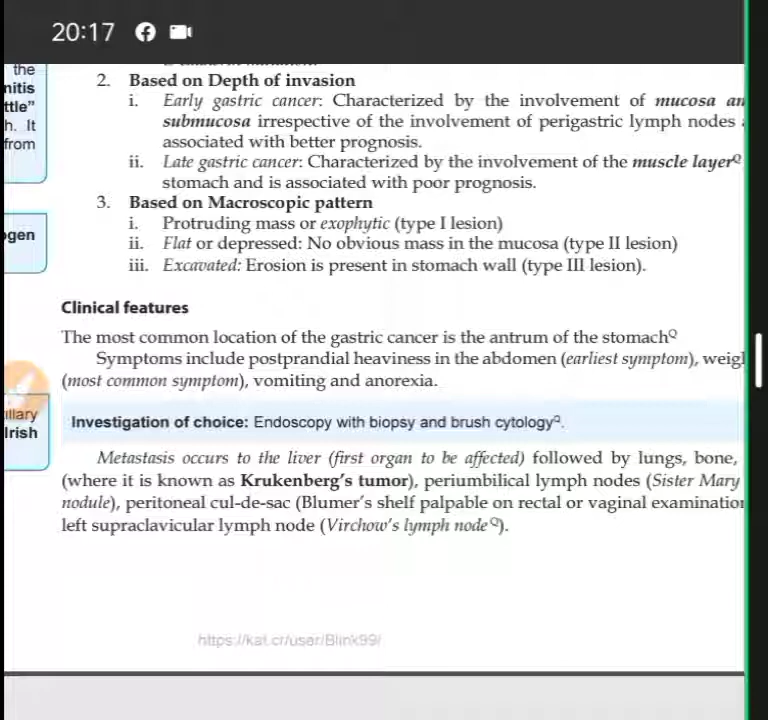 20:17
the
nitis
ttle"
h. It
from
ogen
illary
Irish
2. Based on Depth of invasion
i. Early gastric cancer: Characterized by the involvement of mucosa an
submucosa irrespective of the involvement of perigastric lymph nodes
associated with better prognosis.
ii. Late gastric cancer: Characterized by the involvement of the muscle layerQ
stomach and is associated with poor prognosis.
3. Based on Macroscopic pattern
i. Protruding mass or exophytic (type I lesion)
ii. Flat or depressed: No obvious mass in the mucosa (type II lesion)
iii. Excavated: Erosion is present in stomach wall (type III lesion).
Clinical features
The most common location of the gastric cancer is the antrum of the stomachQ
Symptoms include postprandial heaviness in the abdomen (earliest symptom), weigl
(most common symptom), vomiting and anorexia.
Investigation of choice: Endoscopy with biopsy and brush cytologyQ.
Metastasis occurs to the liver (first organ to be affected) followed by lungs, bone,
(where it is known as Krukenberg's tumor), periumbilical lymph nodes (Sister Mary
nodule), peritoneal cul-de-sac (Blumer's shelf palpable on rectal or vaginal examination
left supraclavicular lymph node (Virchow's lymph nodeQ).
https://kat.cr/user/Blink99/